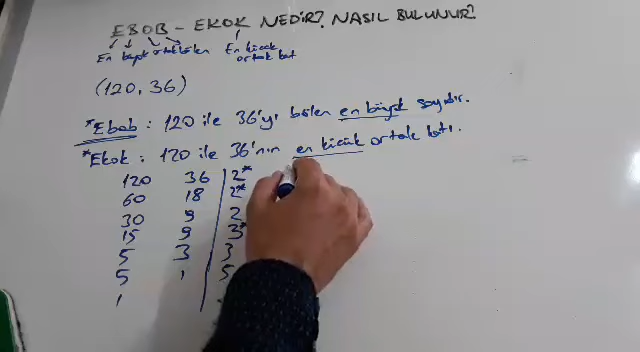 EBOB - EKOK NEDİR? NASIL BULUNUR?
En büyük ortak bölen En küçük ortak kat
(120, 36)
*Ebob : 120 ile 36'yı bölen en büyük sayıdır.
*Ekok : 120 ile 36'nın en küçük ortak katı.
120 36 | 2*
60 18 | 2*
30 9 | 2
15 9 | 3*
5 3 | 3
5 1 | 5
1